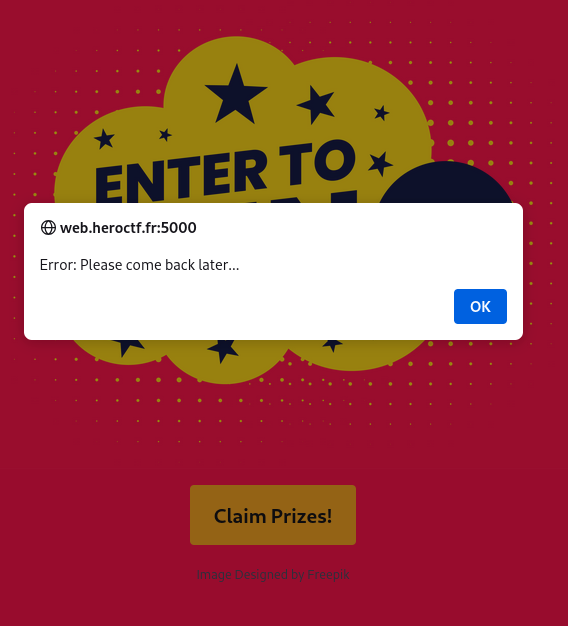 ENTER TO
web.heroctf.fr:5000
Error: Please come back later...
OK
Claim Prizes!
Image Designed by Freepik